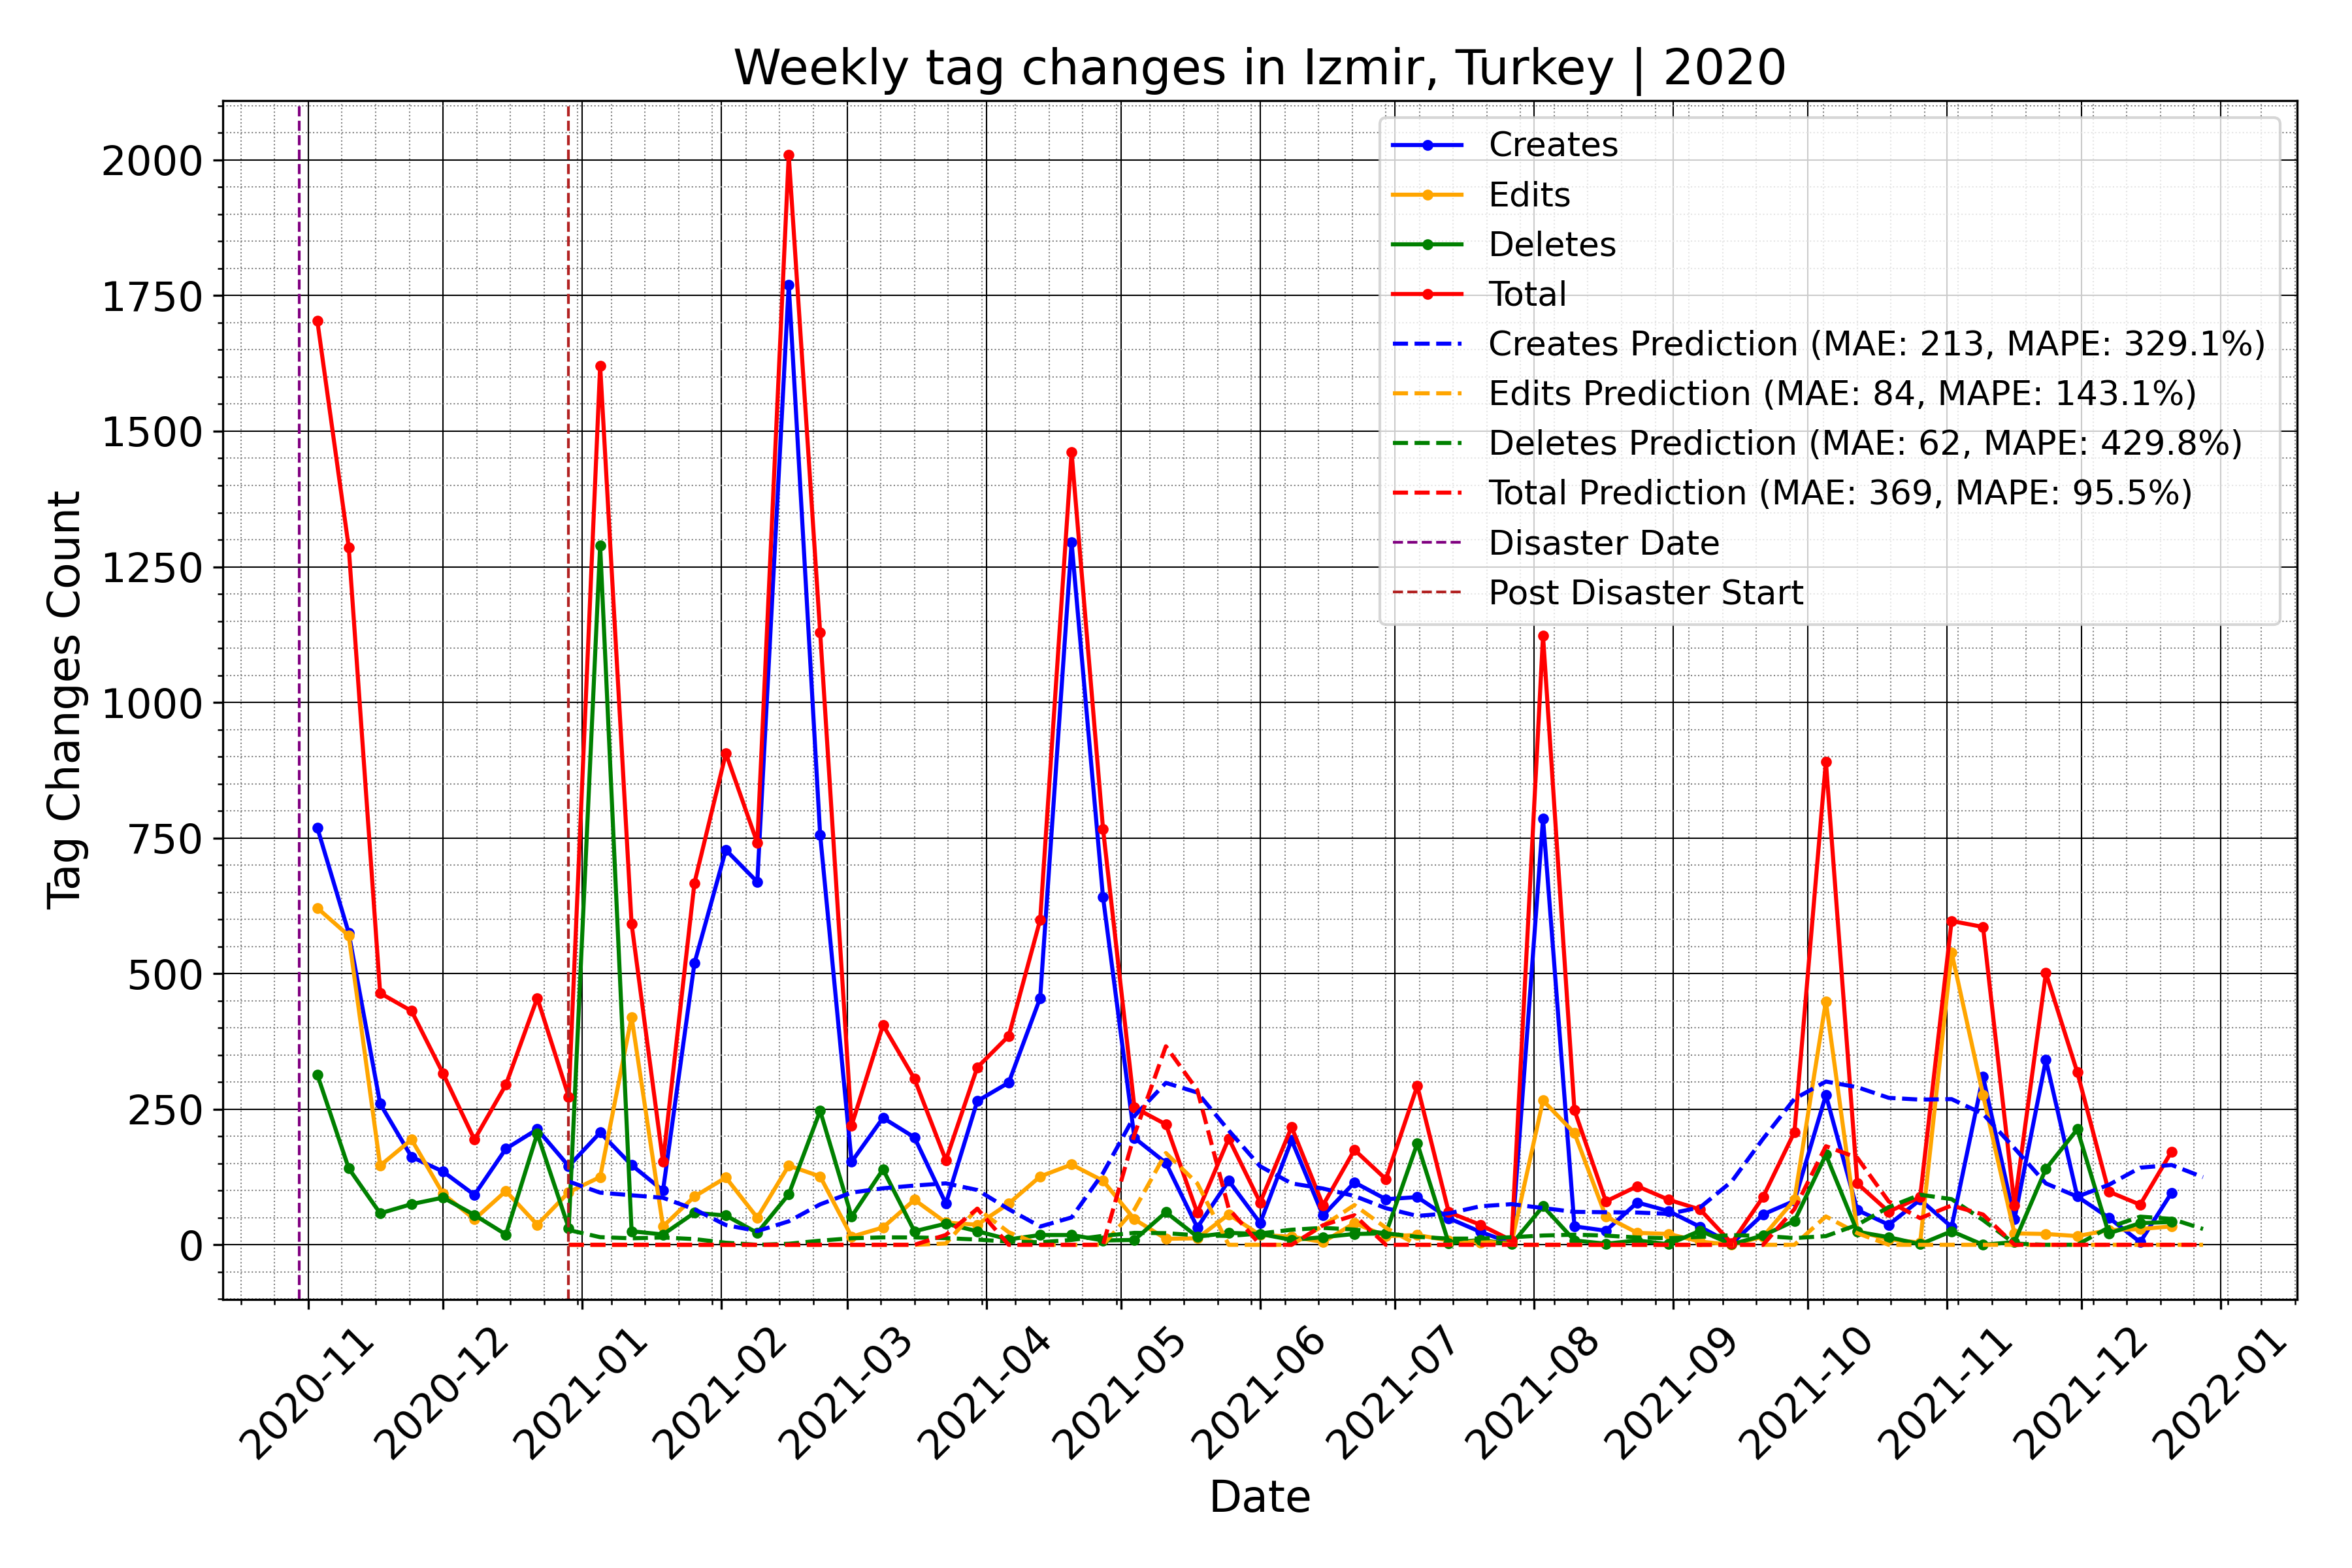 Weekly tag changes in Izmir, Turkey | 2020
Tag Changes Count
2000
1750
1500
1250
1000
750
500
250
0
Creates
Edits
Deletes
Total
Creates Prediction (MAE: 213, MAPE: 329.1%)
Edits Prediction (MAE: 84, MAPE: 143.1%)
Deletes Prediction (MAE: 62, MAPE: 429.8%)
Total Prediction (MAE: 369, MAPE: 95.5%)
Disaster Date
Post Disaster Start
2020-11
2020-12
2021-01
2021-02
2021-03
2021-04
2021-05
2021-06
2021-07
2021-08
2021-09
2021-10
2021-11
2021-12
2022-01
Date